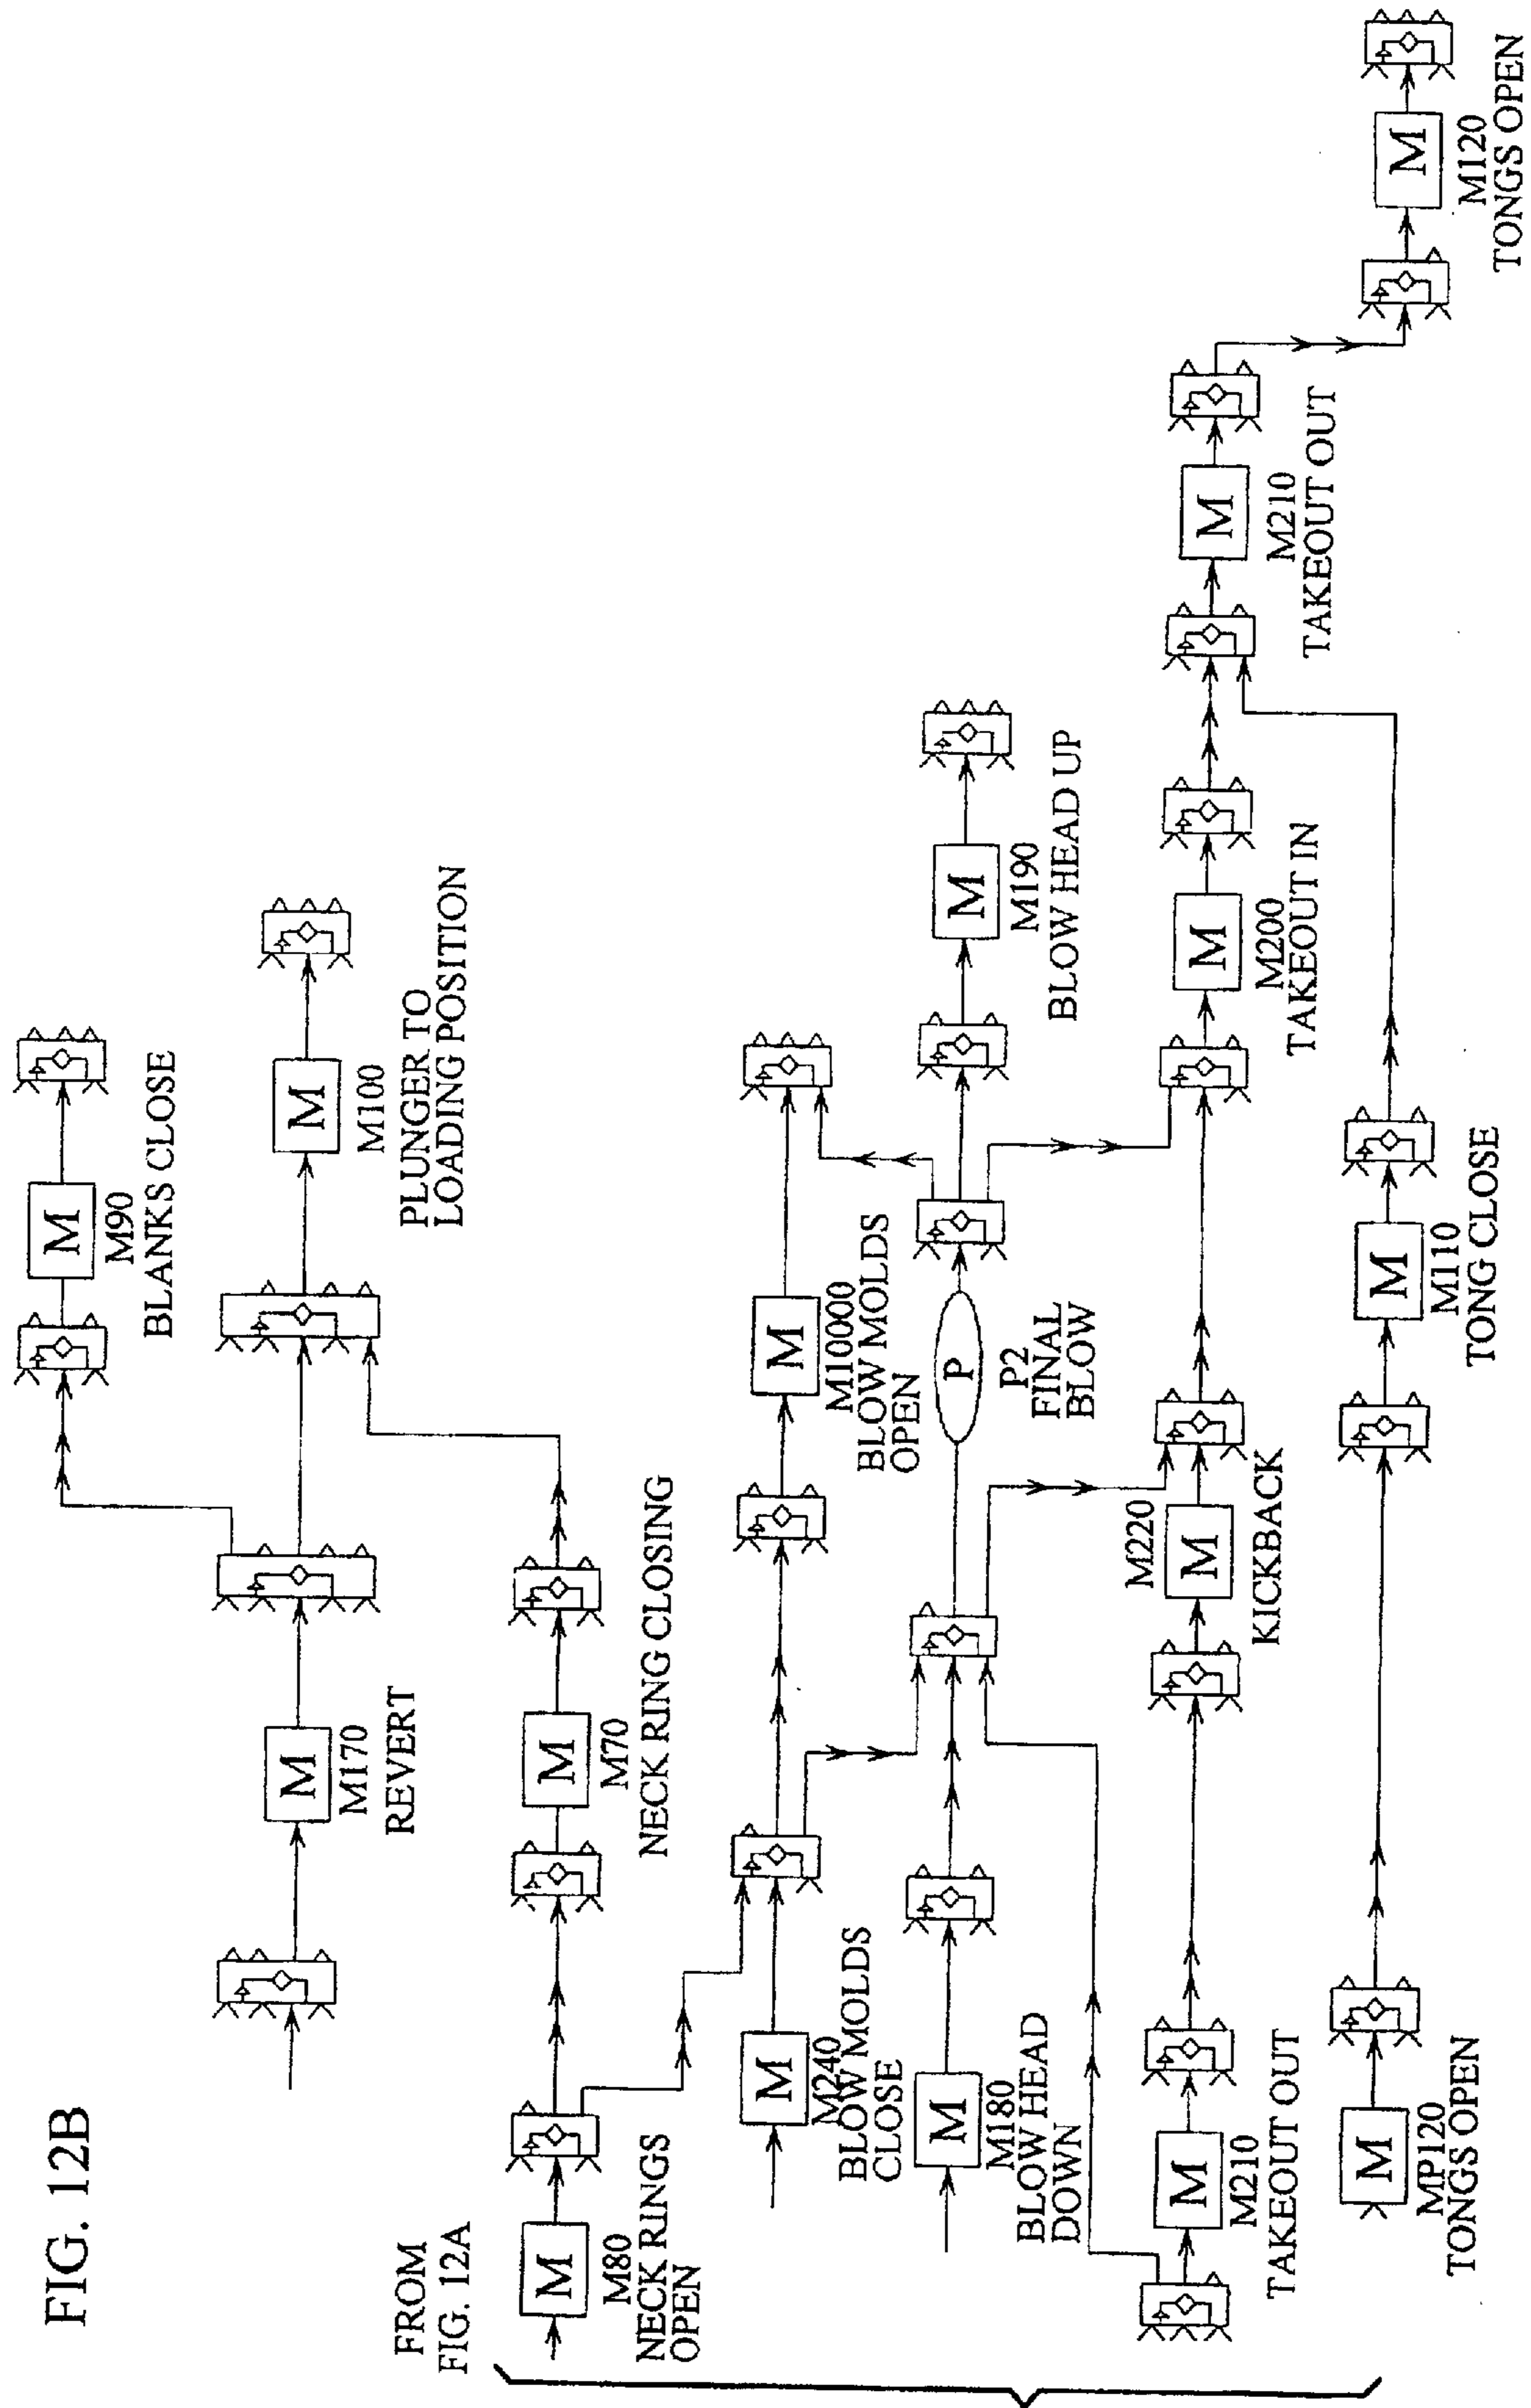 FIG. 12B
FROM
FIG. 12A
M
M90
BLANKS CLOSE
M
M170
REVERT
M
M100
PLUNGER TO
LOADING POSITION
M
M80
NECK RINGS
OPEN
M
M70
NECK RING CLOSING
M
M240
BLOW MOLDS
CLOSE
M
M10000
BLOW MOLDS
OPEN
M
M180
BLOW HEAD
DOWN
P
P2
FINAL
BLOW
M
M190
BLOW HEAD UP
M
M210
TAKEOUT OUT
M220
M
KICKBACK
M
M200
TAKEOUT IN
M
M210
TAKEOUT OUT
M
MP120
TONGS OPEN
M
M110
TONG CLOSE
M
M120
TONGS OPEN